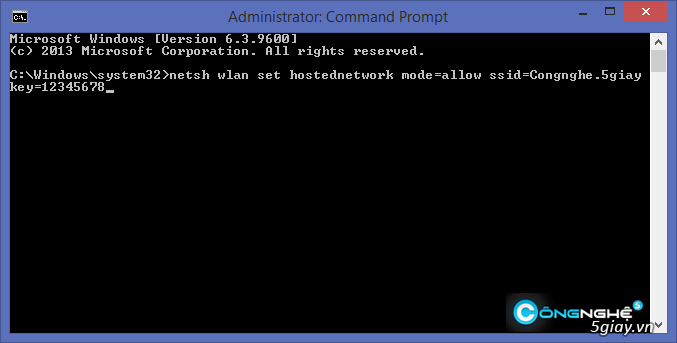 Administrator: Command Prompt
C:\.
Microsoft Windows [Version 6.3.9600]
(c) 2013 Microsoft Corporation. All rights reserved.
C:\Windows\system32>netsh wlan set hostednetwork mode=allow ssid=Congnghe.5giay
key=12345678_
CÔNGNGHỆ 5
5giay.vn